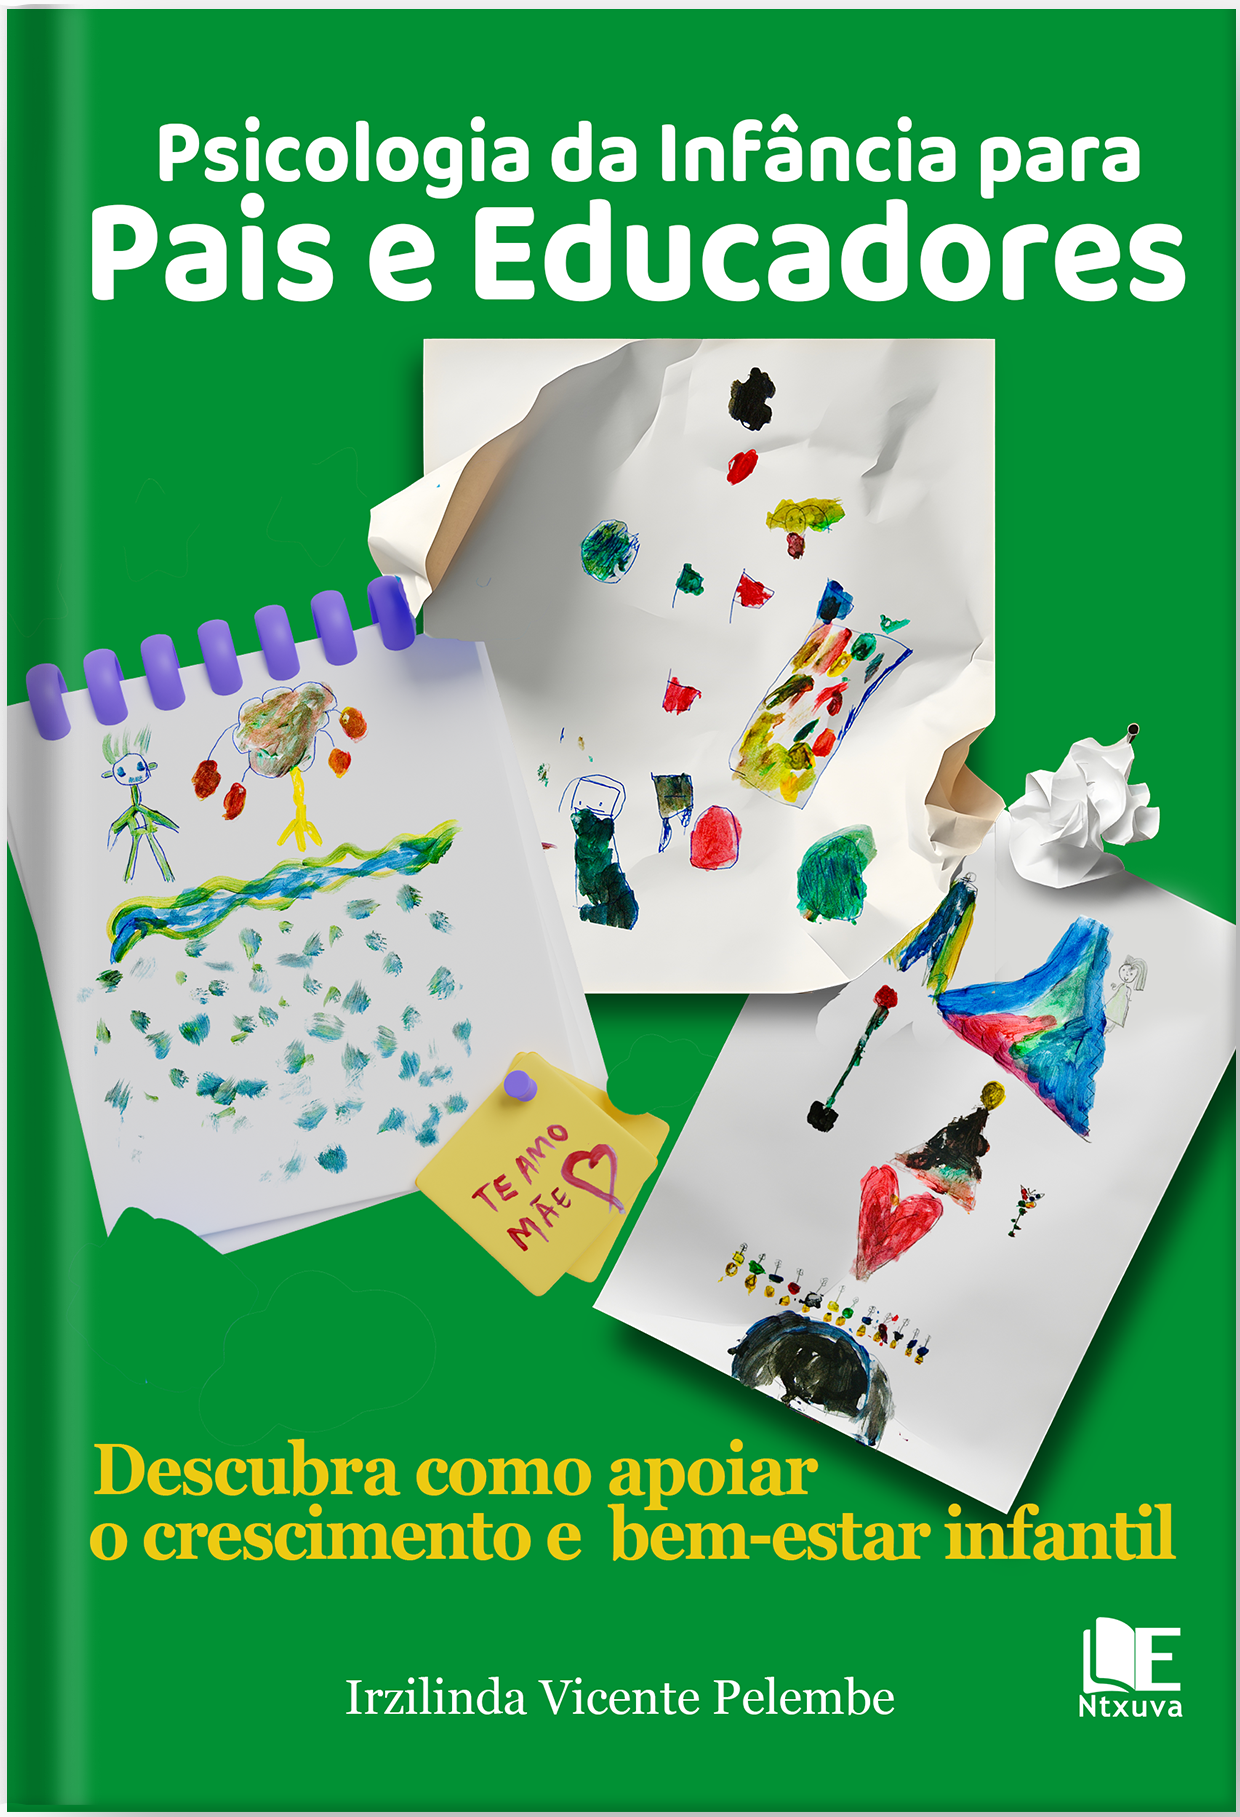 Psicologia da Infância para
Pais e Educadores
TE AMO
MÃE
Descubra como apoiar
o crescimento e bem-estar infantil
Irzilinda Vicente Pelembe
E
Ntxuva